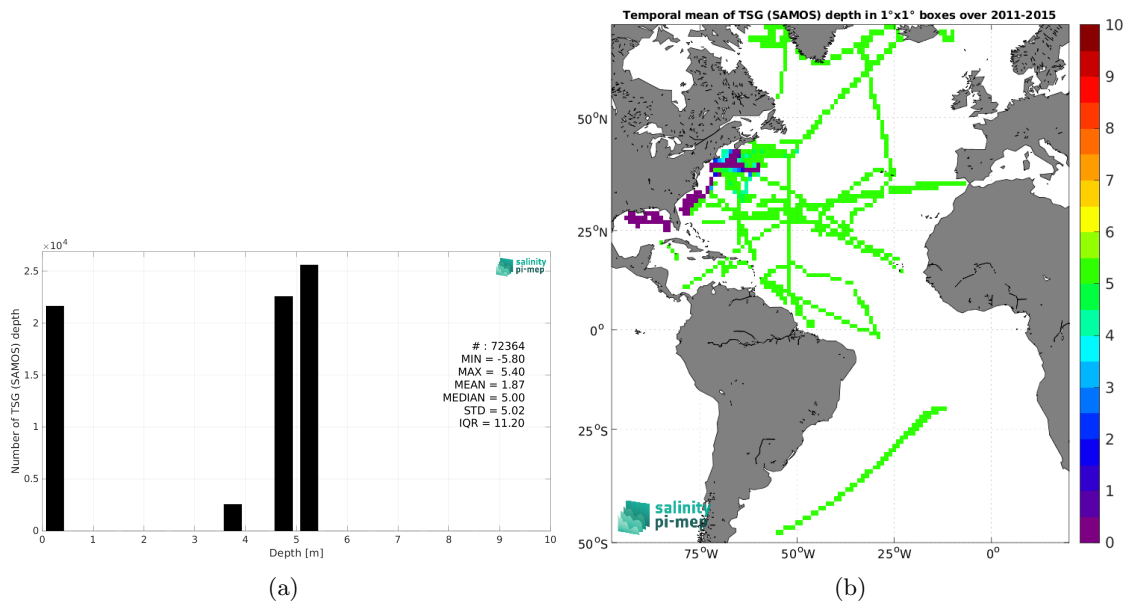 ×10⁴
2.5
2
1.5
1
0.5
0
0 1 2 3 4 5 6 7 8 9 10
Depth [m]
Number of TSG (SAMOS) depth
salinity
pi-mep
# : 72364
MIN = -5.80
MAX = 5.40
MEAN = 1.87
MEDIAN = 5.00
STD = 5.02
IQR = 11.20
(a)
Temporal mean of TSG (SAMOS) depth in 1°x1° boxes over 2011-2015
50°N
25°N
0°
25°S
50°S
75°W 50°W 25°W 0°
salinity
pi-mep
10
9
8
7
6
5
4
3
2
1
0
(b)